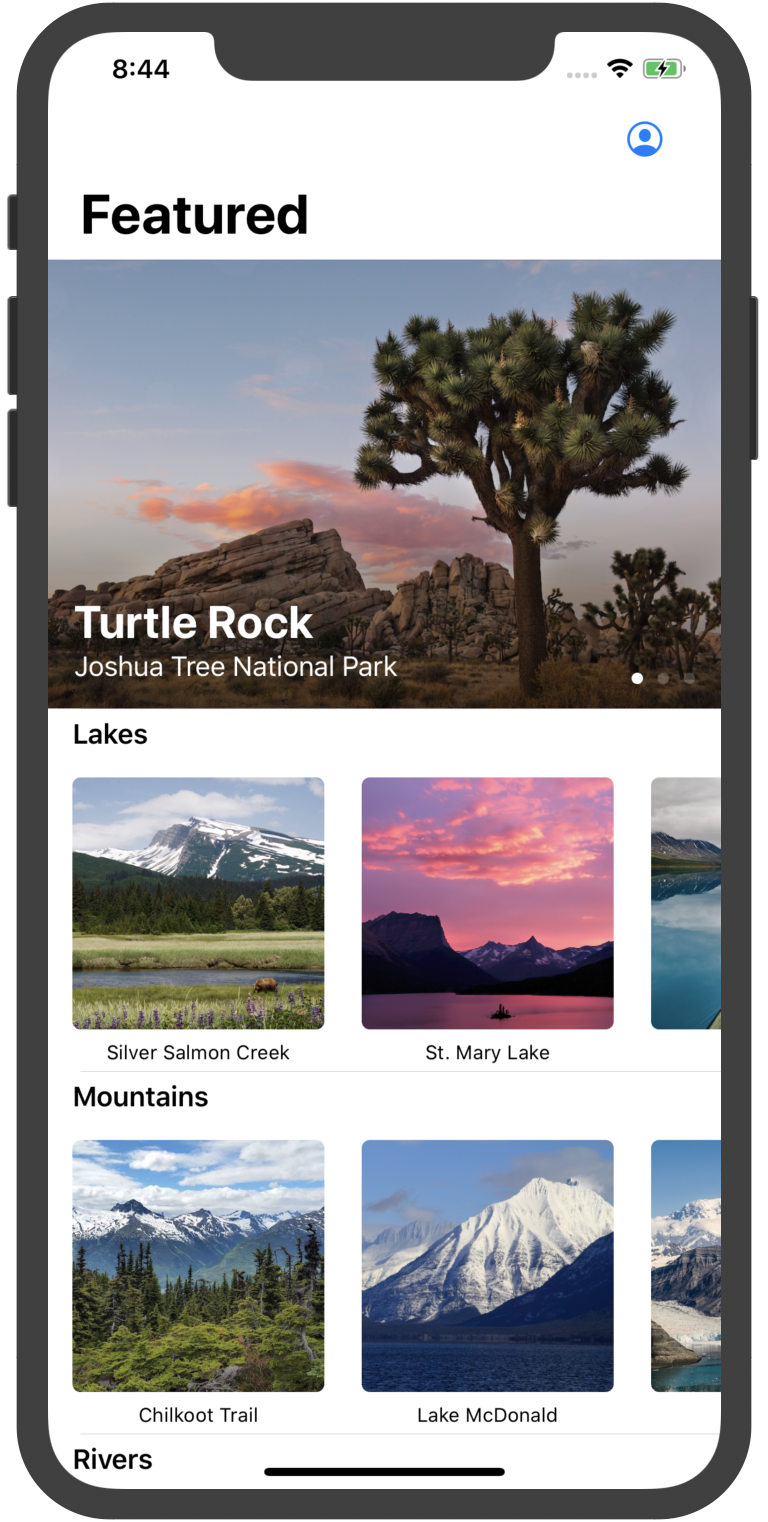 8:44
Featured
Turtle Rock
Joshua Tree National Park
Lakes
Silver Salmon Creek
St. Mary Lake
Mountains
Chilkoot Trail
Lake McDonald
Rivers